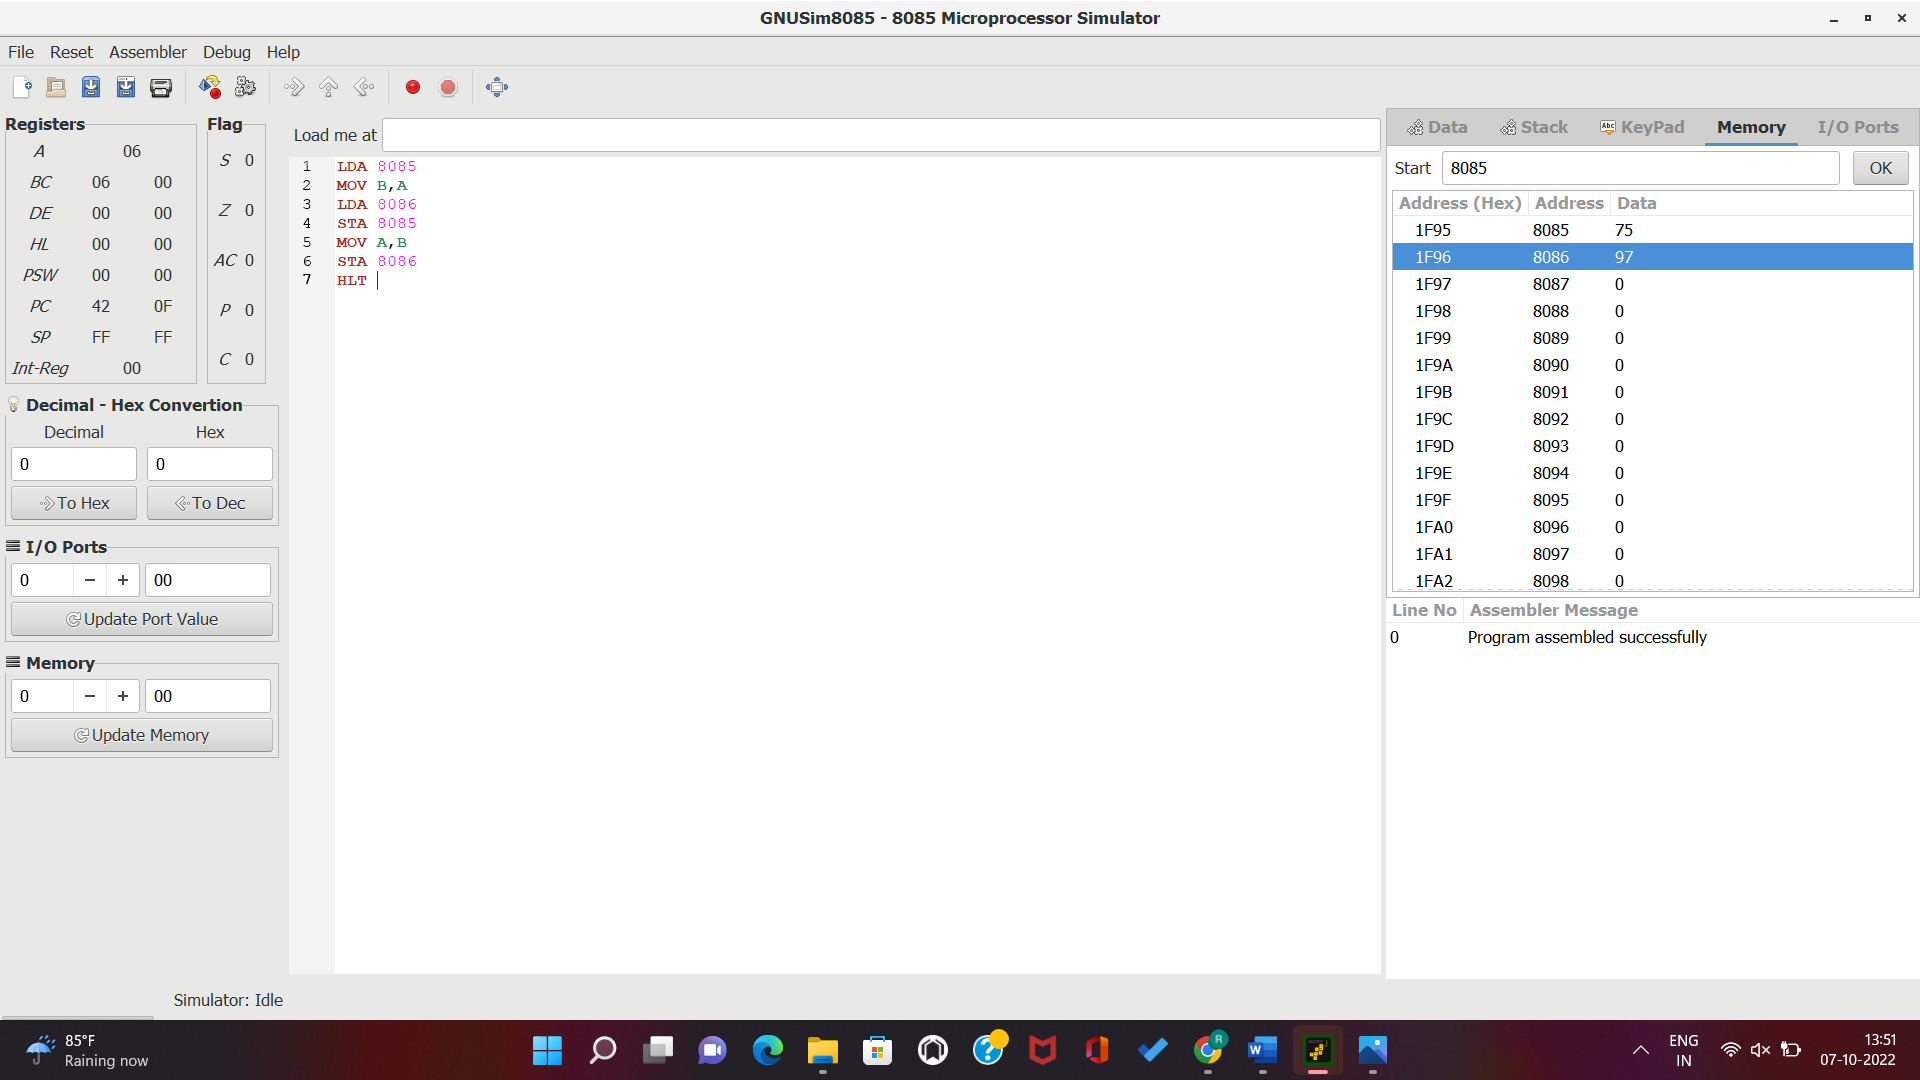 GNUSim8085 - 8085 Microprocessor Simulator
File Reset Assembler Debug Help
Registers
A 06
BC 06 00
DE 00 00
HL 00 00
PSW 00 00
PC 42 0F
SP FF FF
Int-Reg 00
Flag
S 0
Z 0
AC 0
P 0
C 0
Decimal - Hex Convertion
Decimal Hex
0 0
To Hex To Dec
I/O Ports
0 − + 00
Update Port Value
Memory
0 − + 00
Update Memory
Load me at
1 LDA 8085
2 MOV B,A
3 LDA 8086
4 STA 8085
5 MOV A,B
6 STA 8086
7 HLT
Data Stack Abc KeyPad Memory I/O Ports
Start 8085 OK
Address (Hex) Address Data
1F95 8085 75
1F96 8086 97
1F97 8087 0
1F98 8088 0
1F99 8089 0
1F9A 8090 0
1F9B 8091 0
1F9C 8092 0
1F9D 8093 0
1F9E 8094 0
1F9F 8095 0
1FA0 8096 0
1FA1 8097 0
1FA2 8098 0
Line No Assembler Message
0 Program assembled successfully
Simulator: Idle
85°F
Raining now
R
W
ENG
IN
13:51
07-10-2022